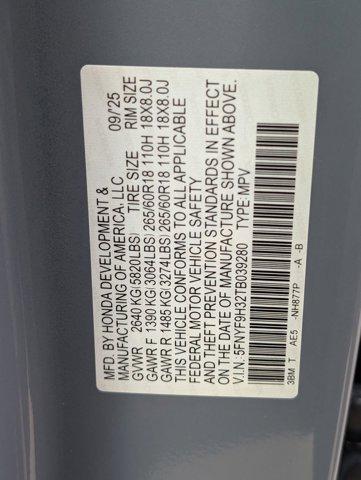 MFD. BY HONDA DEVELOPMENT &
MANUFACTURING OF AMERICA, LLC 09/25
GVWR 2640 KG(5820LBS) TIRE SIZE RIM SIZE
GAWR F 1390 KG(3064LBS) 265/60R18 110H 18X8.0J
GAWR R 1485 KG(3274LBS) 265/60R18 110H 18X8.0J
THIS VEHICLE CONFORMS TO ALL APPLICABLE
FEDERAL MOTOR VEHICLE SAFETY
AND THEFT PREVENTION STANDARDS IN EFFECT
ON THE DATE OF MANUFACTURE SHOWN ABOVE.
V.I.N: 5FNYF9H32TB039280 TYPE: MPV
3BM T AE5 -NH877P -A -B